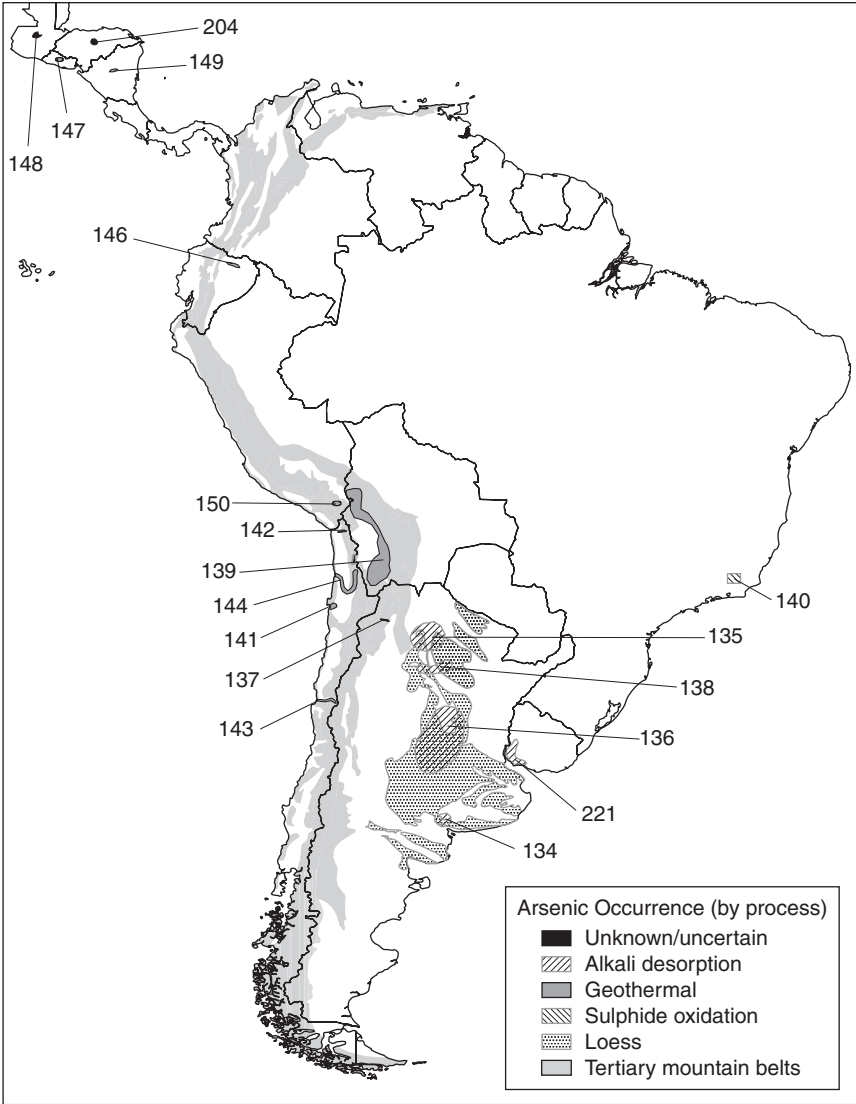 204
149
147
148
146
150
142
139
144
141
137
143
140
135
138
136
221
134
Arsenic Occurrence (by process)
Unknown/uncertain
Alkali desorption
Geothermal
Sulphide oxidation
Loess
Tertiary mountain belts